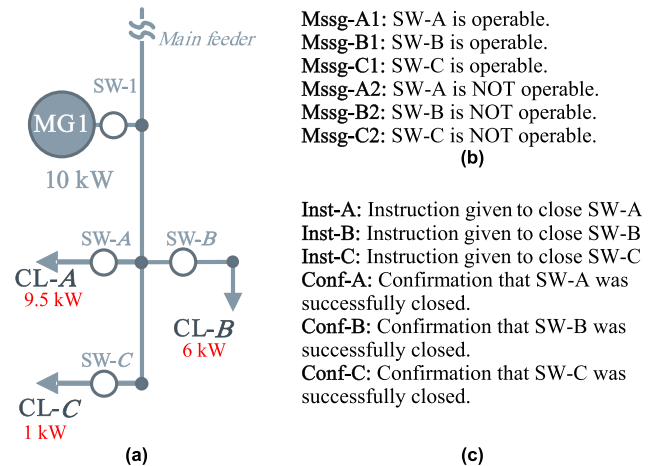 Main feeder
SW-1
MG1
10 kW
SW-A
SW-B
CL-A
9.5 kW
CL-B
6 kW
SW-C
CL-C
1 kW
(a)
Mssg-A1: SW-A is operable.
Mssg-B1: SW-B is operable.
Mssg-C1: SW-C is operable.
Mssg-A2: SW-A is NOT operable.
Mssg-B2: SW-B is NOT operable.
Mssg-C2: SW-C is NOT operable.
(b)
Inst-A: Instruction given to close SW-A
Inst-B: Instruction given to close SW-B
Inst-C: Instruction given to close SW-C
Conf-A: Confirmation that SW-A was
successfully closed.
Conf-B: Confirmation that SW-B was
successfully closed.
Conf-C: Confirmation that SW-C was
successfully closed.
(c)